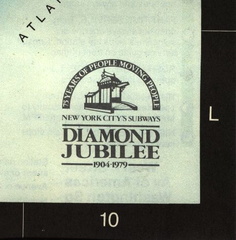 ATLA
75 YEARS OF PEOPLE MOVING PEOPLE
NEW YORK CITY'S SUBWAYS
DIAMOND
JUBILEE
1904-1979
L
10